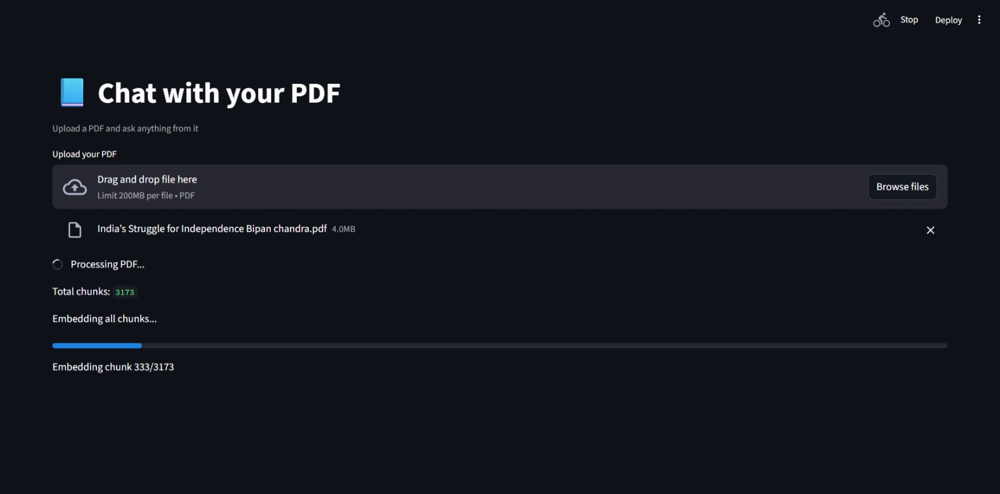 Stop Deploy
Chat with your PDF
Upload a PDF and ask anything from it
Upload your PDF
Drag and drop file here
Limit 200MB per file • PDF
Browse files
India’s Struggle for Independence Bipan chandra.pdf 4.0MB
Processing PDF...
Total chunks: 3173
Embedding all chunks...
Embedding chunk 333/3173